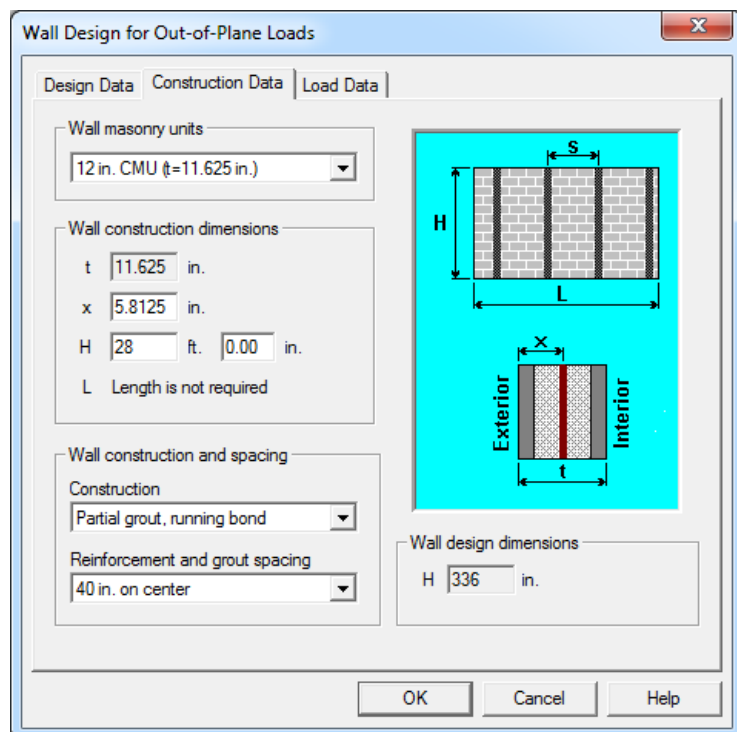 Wall Design for Out-of-Plane Loads
Design Data
Construction Data
Load Data
Wall masonry units
12 in. CMU (t=11.625 in.)
Wall construction dimensions
t 11.625 in.
x 5.8125 in.
H 28 ft. 0.00 in.
L Length is not required
Wall construction and spacing
Construction
Partial grout, running bond
Reinforcement and grout spacing
40 in. on center
s
H
L
x
Exterior
Interior
t
Wall design dimensions
H 336 in.
OK
Cancel
Help